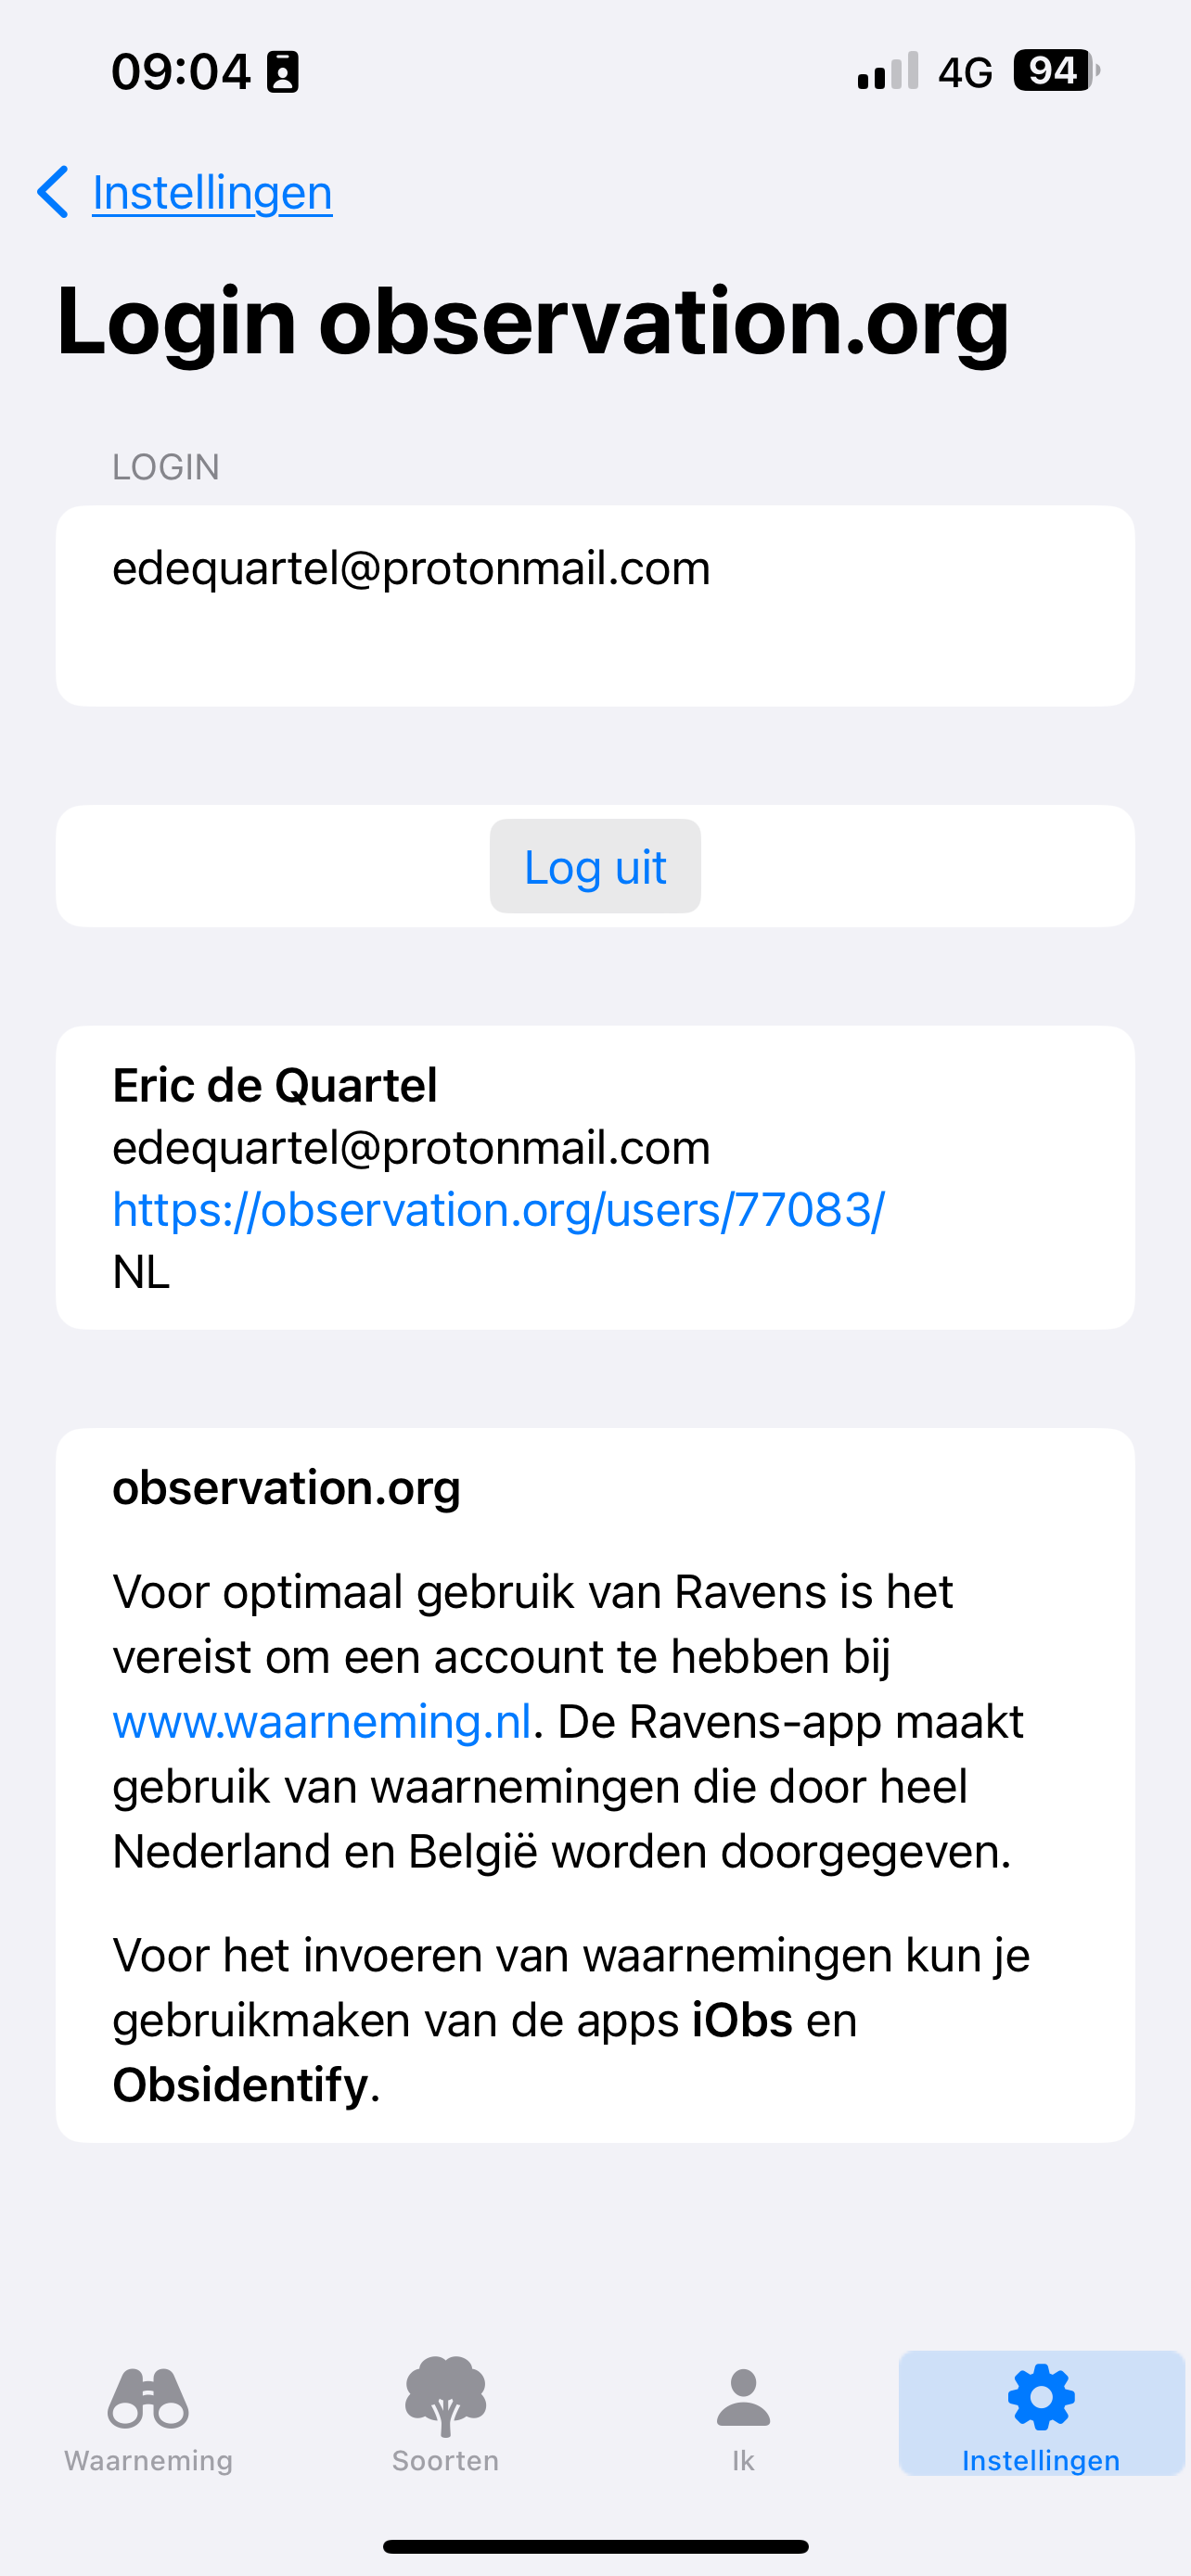 09:04
4G
94
Instellingen
Login observation.org
LOGIN
edequartel@protonmail.com
Log uit
Eric de Quartel
edequartel@protonmail.com
https://observation.org/users/77083/
NL
observation.org
Voor optimaal gebruik van Ravens is het
vereist om een account te hebben bij
www.waarneming.nl. De Ravens-app maakt
gebruik van waarnemingen die door heel
Nederland en België worden doorgegeven.
Voor het invoeren van waarnemingen kun je
gebruikmaken van de apps iObs en
Obsidentify.
Waarneming
Soorten
Ik
Instellingen